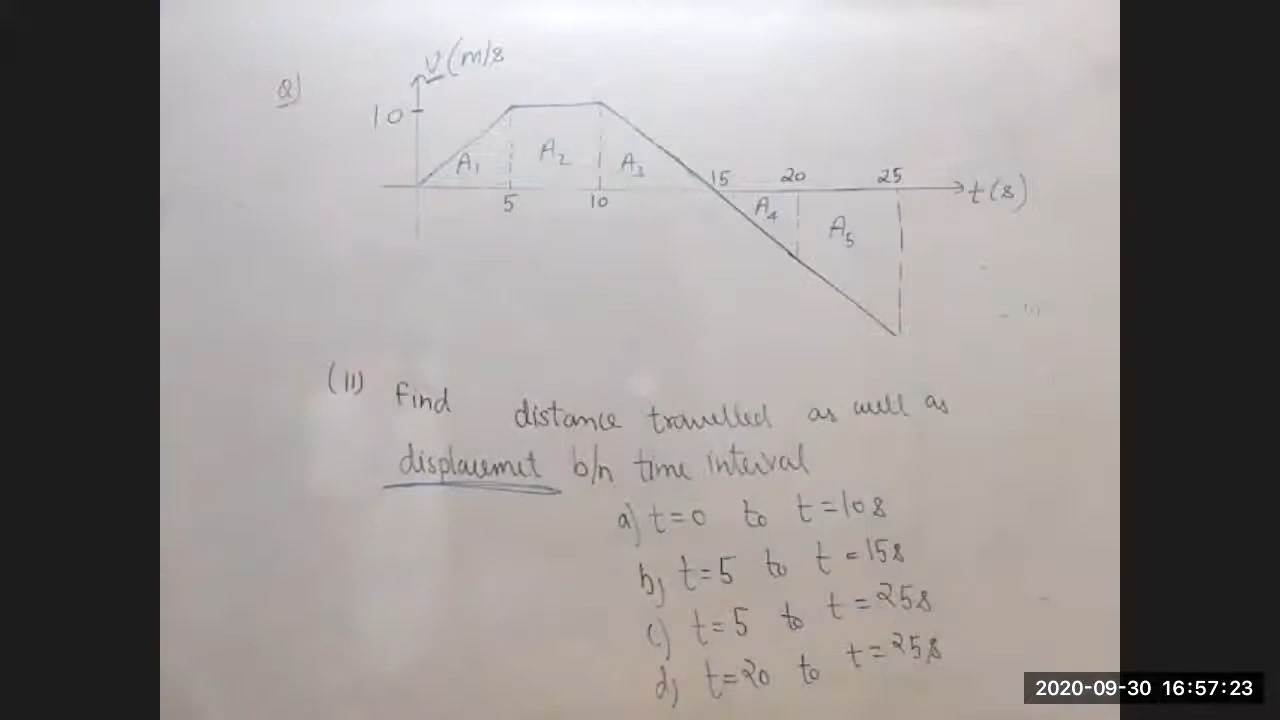 V (m/s
Q)
10
A₁ A₂ A₃
5 10
15 20 25
t(s)
A₄ A₅
(II) Find distance travelled as well as
displacemet b/n time interval
a) t=0 to t=10s
b) t=5 to t=15s
c) t=5 to t=25s
d) t=20 to t=25s
2020-09-30 16:57:23